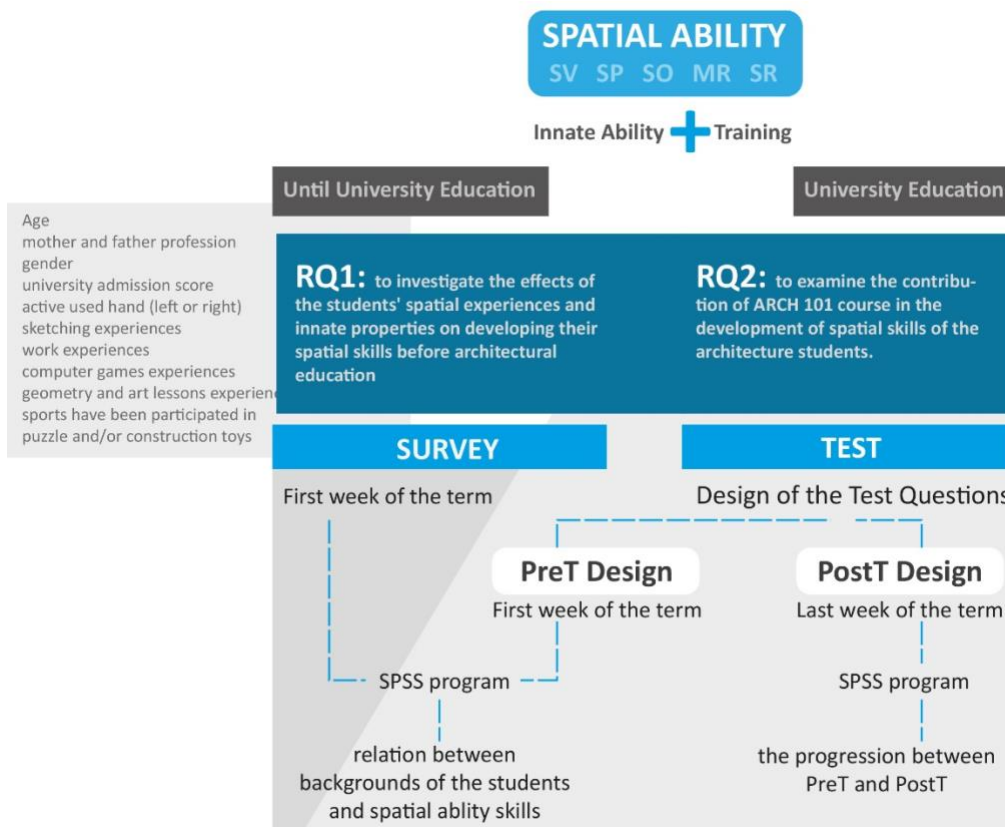 SPATIAL ABILITY
SV SP SO MR SR
Innate Ability + Training
Until University Education
University Education
Age
mother and father profession
gender
university admission score
active used hand (left or right)
sketching experiences
work experiences
computer games experiences
geometry and art lessons experien
sports have been participated in
puzzle and/or construction toys
RQ1: to investigate the effects of
the students' spatial experiences and
innate properties on developing their
spatial skills before architectural
education
RQ2: to examine the contribu-
tion of ARCH 101 course in the
development of spatial skills of the
architecture students.
SURVEY
TEST
First week of the term
Design of the Test Questions
PreT Design
First week of the term
PostT Design
Last week of the term
SPSS program
SPSS program
relation between
backgrounds of the students
and spatial ablity skills
the progression between
PreT and PostT